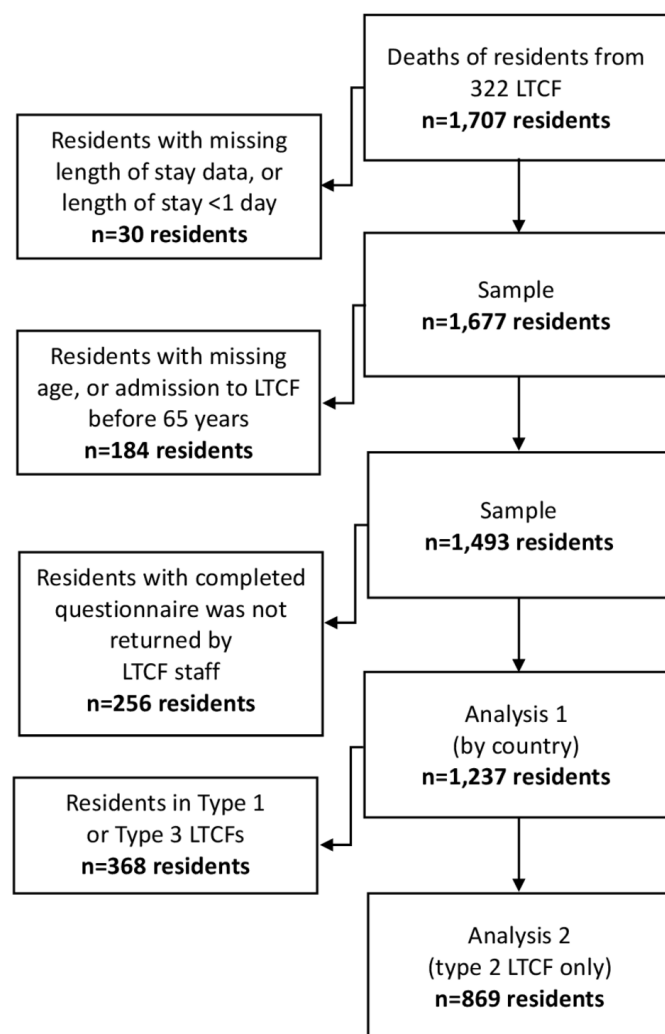 Deaths of residents from
322 LTCF
n=1,707 residents
Residents with missing
length of stay data, or
length of stay <1 day
n=30 residents
Sample
n=1,677 residents
Residents with missing
age, or admission to LTCF
before 65 years
n=184 residents
Sample
n=1,493 residents
Residents with completed
questionnaire was not
returned by
LTCF staff
n=256 residents
Analysis 1
(by country)
n=1,237 residents
Residents in Type 1
or Type 3 LTCFs
n=368 residents
Analysis 2
(type 2 LTCF only)
n=869 residents